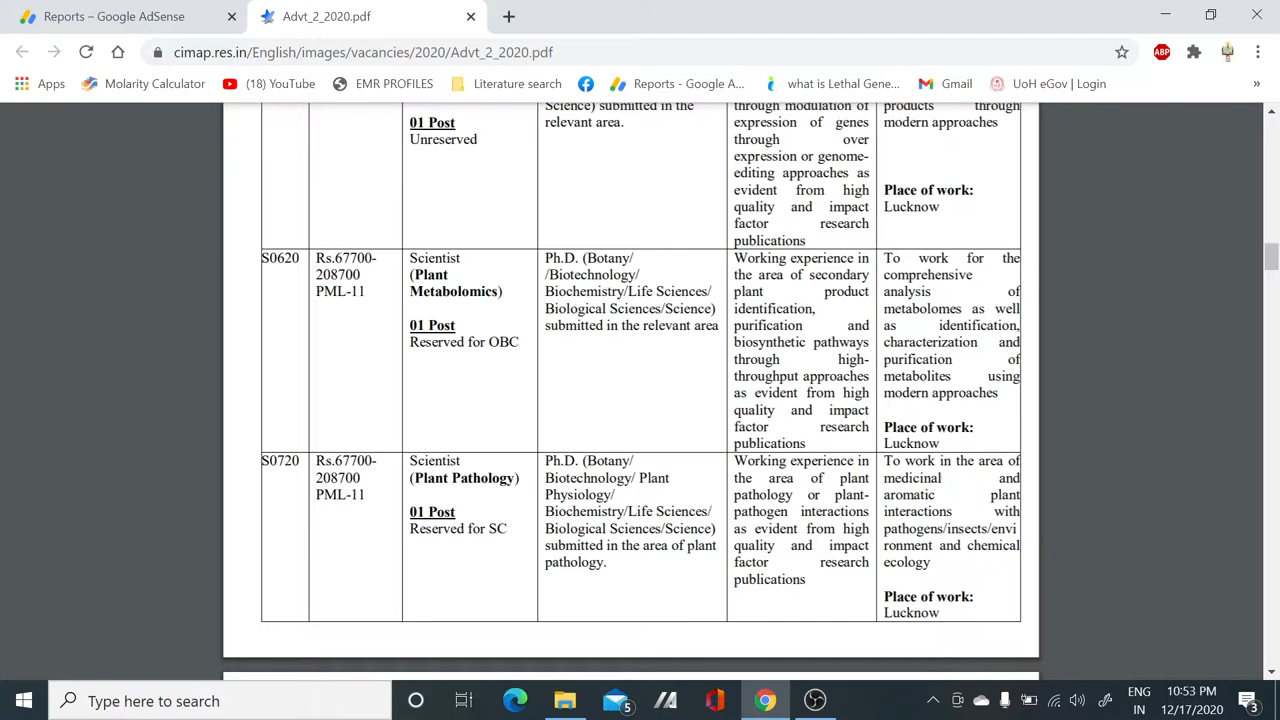 Reports – Google AdSense
Advt_2_2020.pdf
cimap.res.in/English/images/vacancies/2020/Advt_2_2020.pdf
ABP
Apps
Molarity Calculator
(18) YouTube
EMR PROFILES
Literature search
Reports - Google A...
what is Lethal Gene...
Gmail
UoH eGov | Login
»
01 Post
Unreserved
Science) submitted in the
relevant area.
through modulation of
expression of genes
through over
expression or genome-
editing approaches as
evident from high
quality and impact
factor research
publications
products through
modern approaches
Place of work:
Lucknow
S0620
Rs.67700-
208700
PML-11
Scientist
(Plant
Metabolomics)
01 Post
Reserved for OBC
Ph.D. (Botany/
/Biotechnology/
Biochemistry/Life Sciences/
Biological Sciences/Science)
submitted in the relevant area
Working experience in
the area of secondary
plant product
identification,
purification and
biosynthetic pathways
through high-
throughput approaches
as evident from high
quality and impact
factor research
publications
To work for the
comprehensive
analysis of
metabolomes as well
as identification,
characterization and
purification of
metabolites using
modern approaches
Place of work:
Lucknow
S0720
Rs.67700-
208700
PML-11
Scientist
(Plant Pathology)
01 Post
Reserved for SC
Ph.D. (Botany/
Biotechnology/ Plant
Physiology/
Biochemistry/Life Sciences/
Biological Sciences/Science)
submitted in the area of plant
pathology.
Working experience in
the area of plant
pathology or plant-
pathogen interactions
as evident from high
quality and impact
factor research
publications
To work in the area of
medicinal and
aromatic plant
interactions with
pathogens/insects/envi
ronment and chemical
ecology
Place of work:
Lucknow
Type here to search
5
ENG
IN
10:53 PM
12/17/2020
3